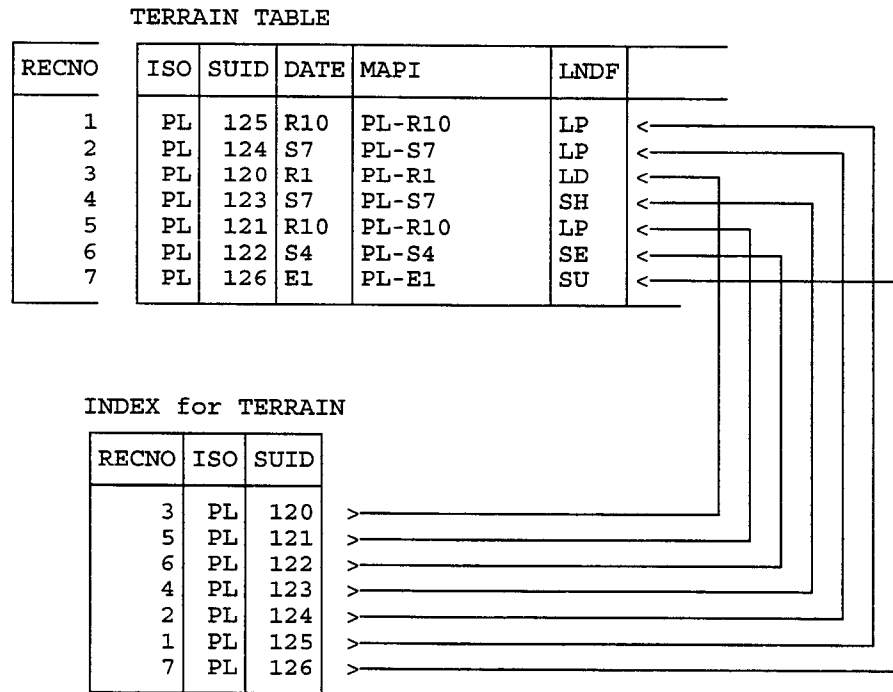 TERRAIN TABLE
RECNO ISO SUID DATE MAPI LNDF
1 PL 125 R10 PL-R10 LP <
2 PL 124 S7 PL-S7 LP <
3 PL 120 R1 PL-R1 LD <
4 PL 123 S7 PL-S7 SH <
5 PL 121 R10 PL-R10 LP <
6 PL 122 S4 PL-S4 SE <
7 PL 126 E1 PL-E1 SU <
INDEX for TERRAIN
RECNO ISO SUID
3 PL 120 >
5 PL 121 >
6 PL 122 >
4 PL 123 >
2 PL 124 >
1 PL 125 >
7 PL 126 >